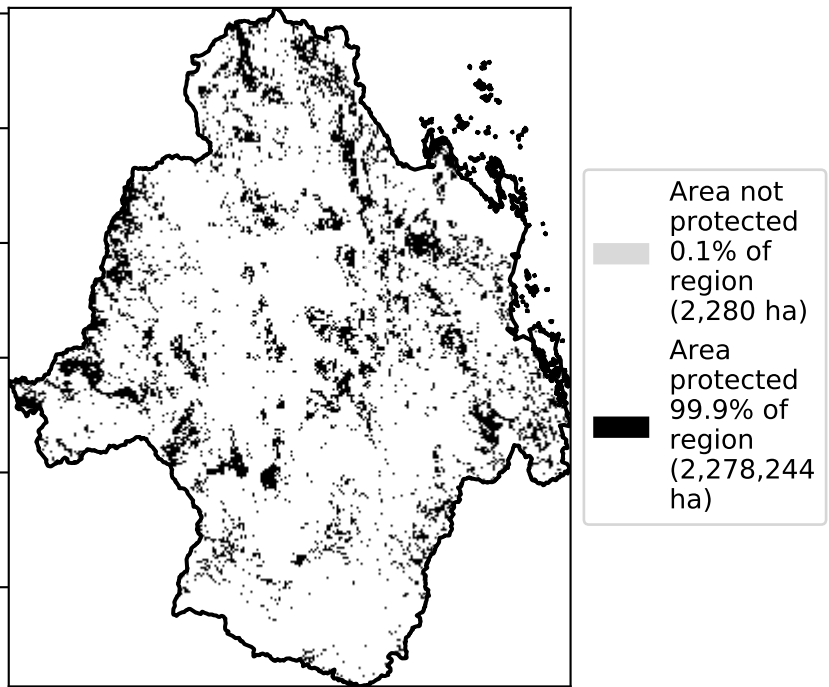 Area not
protected
0.1% of
region
(2,280 ha)
Area
protected
99.9% of
region
(2,278,244
ha)